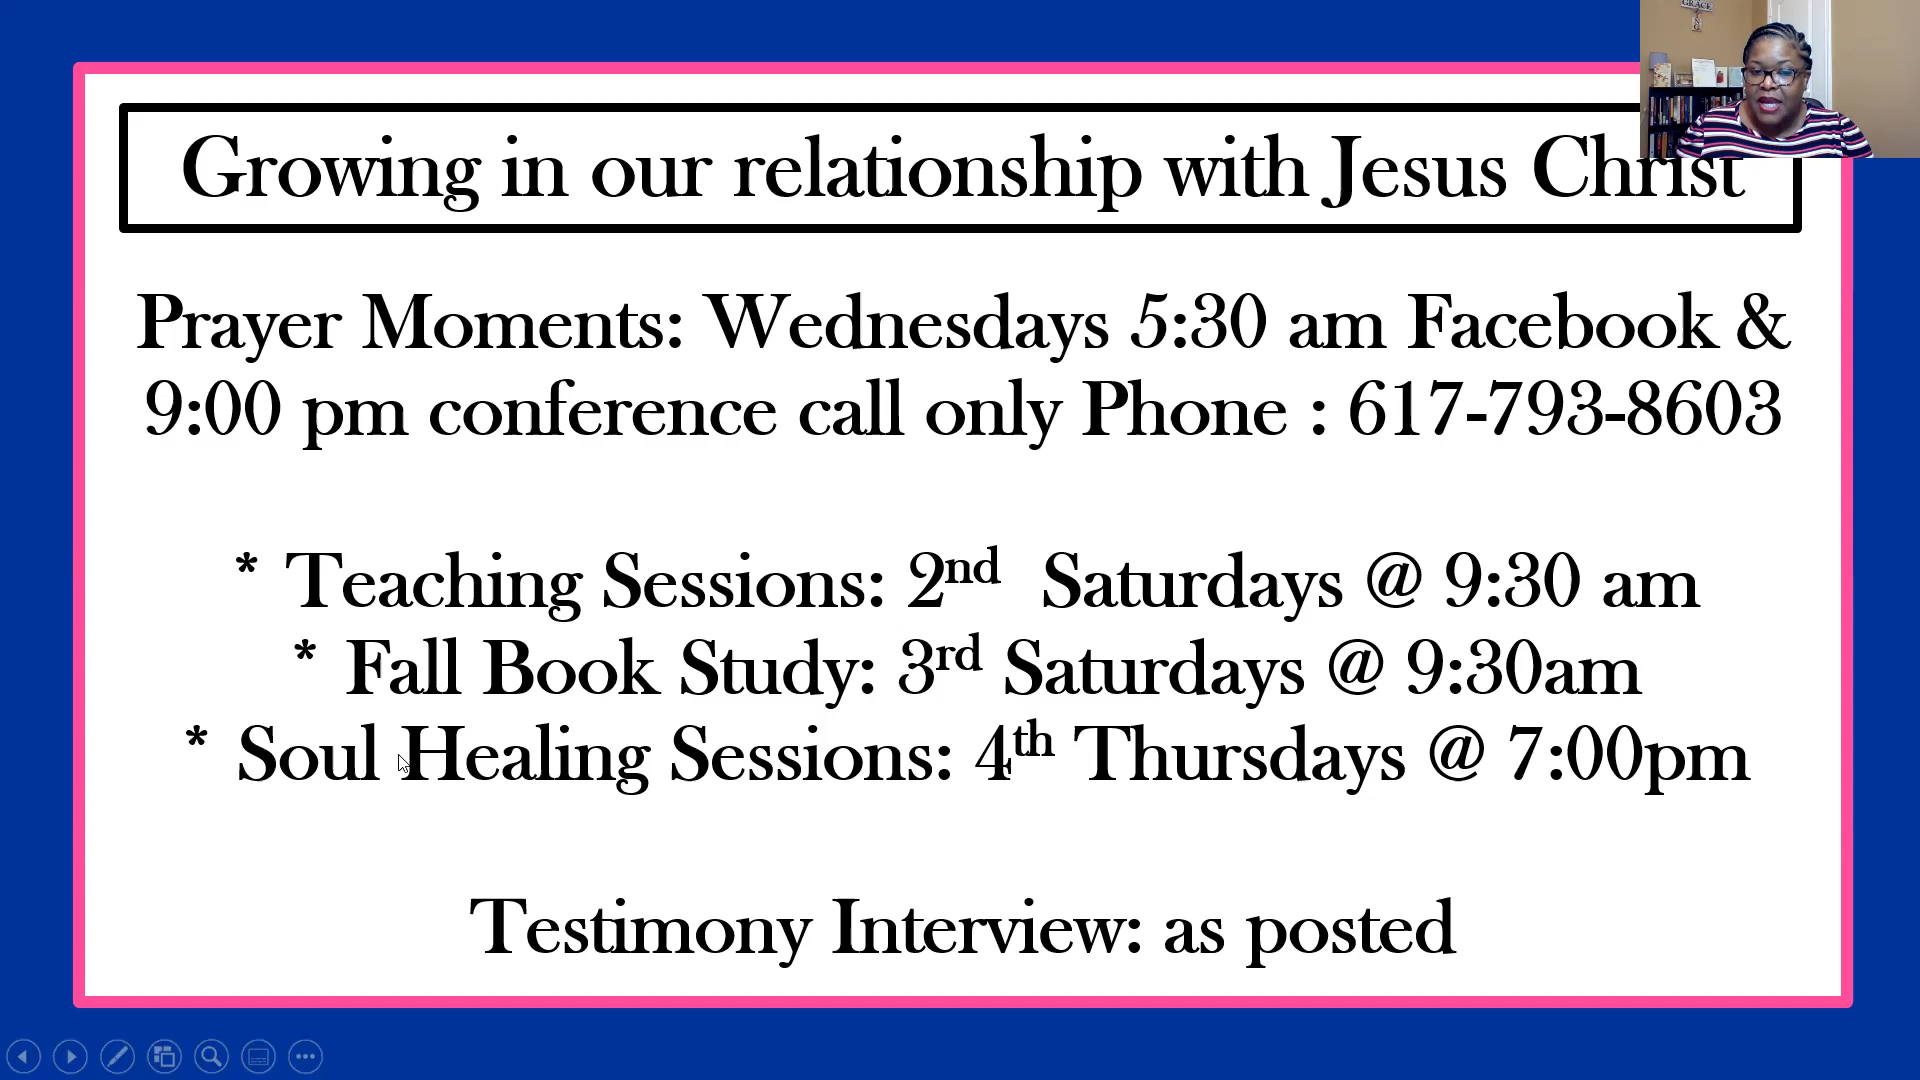 GRACE
Growing in our relationship with Jesus Christ
Prayer Moments: Wednesdays 5:30 am Facebook &
9:00 pm conference call only Phone : 617-793-8603
* Teaching Sessions: 2nd Saturdays @ 9:30 am
* Fall Book Study: 3rd Saturdays @ 9:30am
* Soul Healing Sessions: 4th Thursdays @ 7:00pm
Testimony Interview: as posted